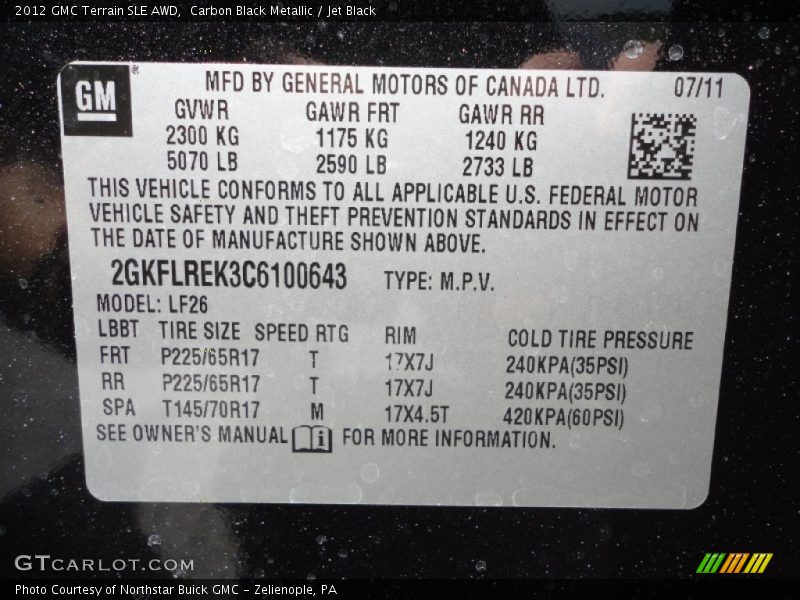 2012 GMC Terrain SLE AWD, Carbon Black Metallic / Jet Black
GM MFD BY GENERAL MOTORS OF CANADA LTD. 07/11
GVWR GAWR FRT GAWR RR
2300 KG 1175 KG 1240 KG
5070 LB 2590 LB 2733 LB
THIS VEHICLE CONFORMS TO ALL APPLICABLE U.S. FEDERAL MOTOR
VEHICLE SAFETY AND THEFT PREVENTION STANDARDS IN EFFECT ON
THE DATE OF MANUFACTURE SHOWN ABOVE.
2GKFLREK3C6100643 TYPE: M.P.V.
MODEL: LF26
LBBT TIRE SIZE SPEED RTG RIM COLD TIRE PRESSURE
FRT P225/65R17 T 17X7J 240KPA(35PSI)
RR P225/65R17 T 17X7J 240KPA(35PSI)
SPA T145/70R17 M 17X4.5T 420KPA(60PSI)
SEE OWNER'S MANUAL FOR MORE INFORMATION.
GTCARLOT.COM
Photo Courtesy of Northstar Buick GMC - Zelienople, PA